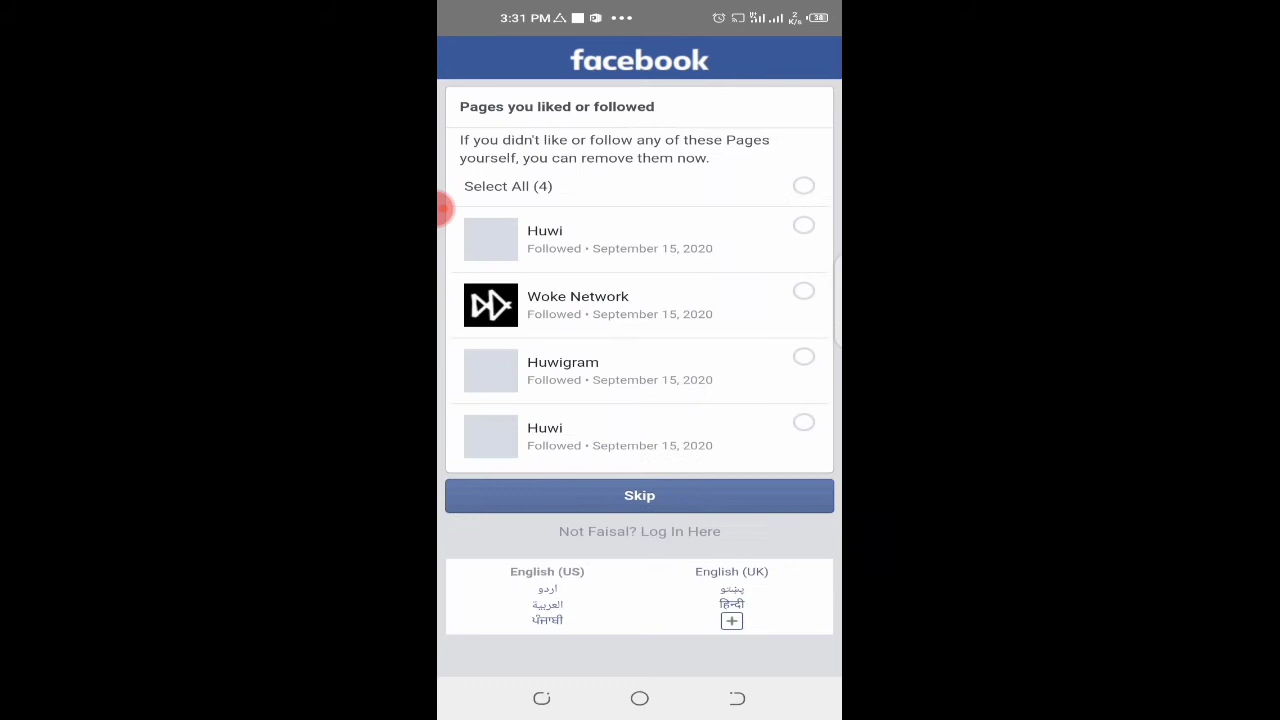 3:31 PM
2 K/s
38
facebook
Pages you liked or followed
If you didn't like or follow any of these Pages
yourself, you can remove them now.
Select All (4)
Huwi
Followed • September 15, 2020
Woke Network
Followed • September 15, 2020
Huwigram
Followed • September 15, 2020
Huwi
Followed • September 15, 2020
Skip
Not Faisal? Log In Here
English (US)
English (UK)
اردو
پښتو
العربية
हिन्दी
ਪੰਜਾਬੀ